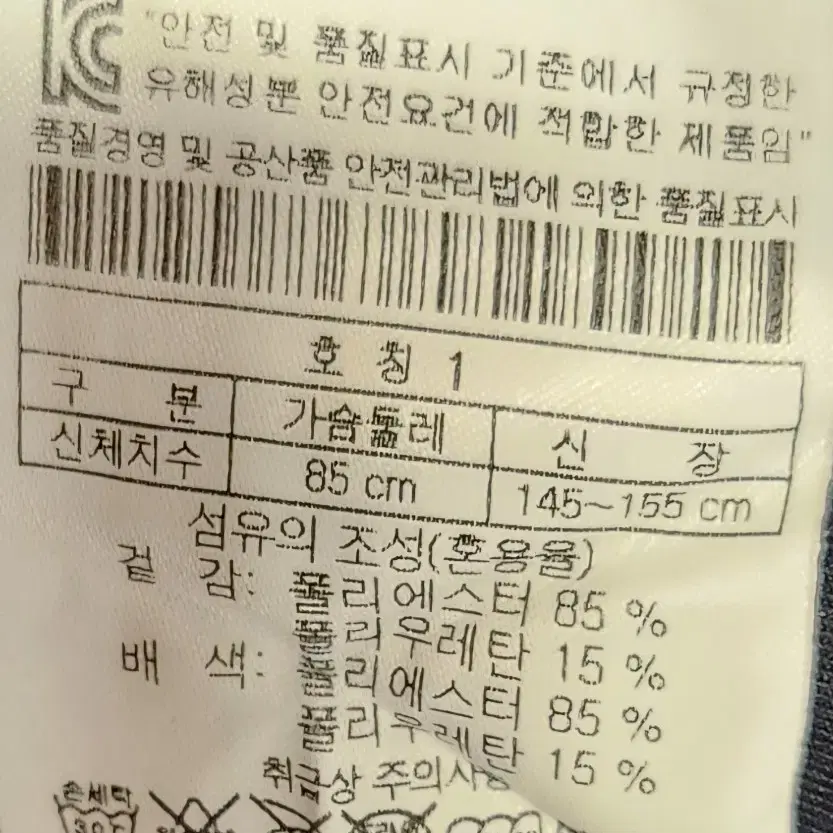 KC
"안전 및 품질표시 기준에서 규정한
유해성분 안전요건에 적합한 제품임"
품질경영 및 공산품 안전관리법에 의한 품질표시
호 칭 1
구 분 가슴둘레 신 장
신체치수 85 cm 145~155 cm
섬유의 조성(혼용율)
겉 감: 폴리에스터 85 %
폴리우레탄 15 %
배 색: 폴리에스터 85 %
폴리우레탄 15 %
취급상 주의사항
손세탁
30℃